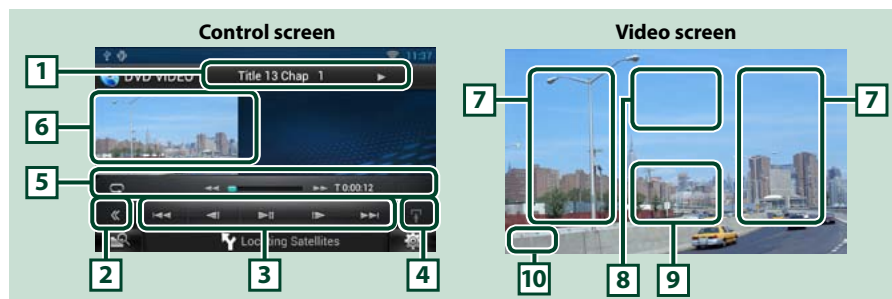 Control screen
Video screen
11:37
DVD VIDEO
Title 13 Chap 1
1
6
5
T 0:00:12
Locating Satellites
2
3
4
7
7
8
9
10